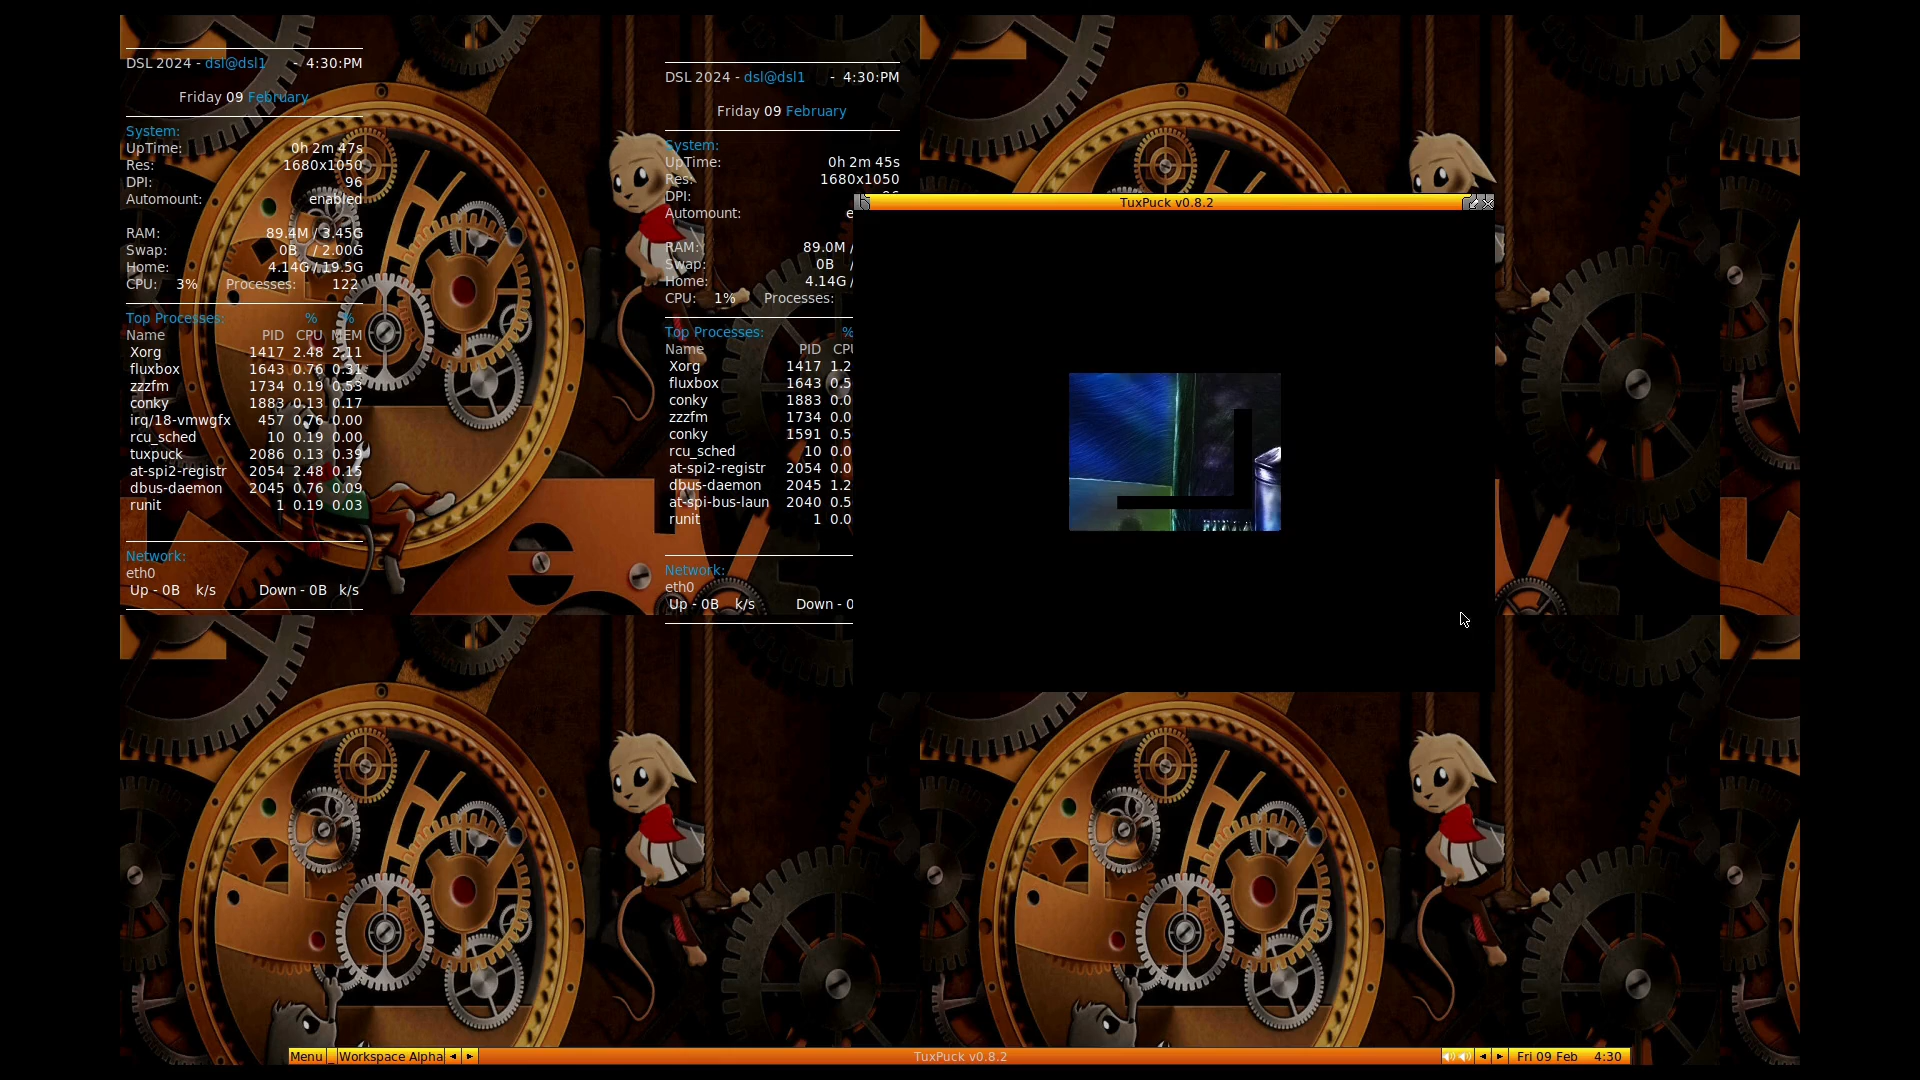 DSL 2024 - dsl@dsl1 - 4:30:PM
Friday 09 February
System:
UpTime: 0h 2m 47s
Res: 1680x1050
DPI: 96
Automount: enabled
RAM: 89.4M / 3.45G
Swap: 0B / 2.00G
Home: 4.14G / 19.5G
CPU: 3% Processes: 122
Top Processes: % %
Name PID CPU MEM
Xorg 1417 2.48 2.11
fluxbox 1643 0.76 0.31
zzzfm 1734 0.19 0.53
conky 1883 0.13 0.17
irq/18-vmwgfx 457 0.76 0.00
rcu_sched 10 0.19 0.00
tuxpuck 2086 0.13 0.39
at-spi2-registr 2054 2.48 0.15
dbus-daemon 2045 0.76 0.09
runit 1 0.19 0.03
Network:
eth0
Up - 0B k/s Down - 0B k/s
DSL 2024 - dsl@dsl1 - 4:30:PM
Friday 09 February
System:
UpTime: 0h 2m 45s
Res: 1680x1050
DPI:
Automount: e
RAM: 89.0M /
Swap: 0B /
Home: 4.14G /
CPU: 1% Processes:
Top Processes: %
Name PID CPU
Xorg 1417 1.2
fluxbox 1643 0.5
conky 1883 0.0
zzzfm 1734 0.0
conky 1591 0.5
rcu_sched 10 0.0
at-spi2-registr 2054 0.0
dbus-daemon 2045 1.2
at-spi-bus-laun 2040 0.5
runit 1 0.0
Network:
eth0
Up - 0B k/s Down - 0
TuxPuck v0.8.2
Menu Workspace Alpha TuxPuck v0.8.2 Fri 09 Feb 4:30